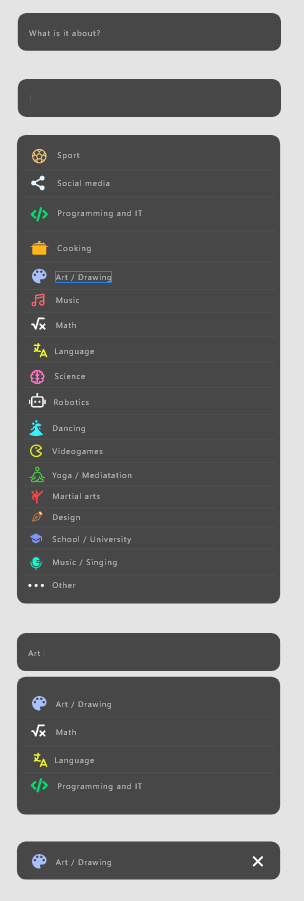 What is it about?
Sport
Social media
Programming and IT
Cooking
Art / Drawing
Music
Math
Language
Science
Robotics
Dancing
Videogames
Yoga / Mediatation
Martial arts
Design
School / University
Music / Singing
Other
Art
Art / Drawing
Math
Language
Programming and IT
Art / Drawing